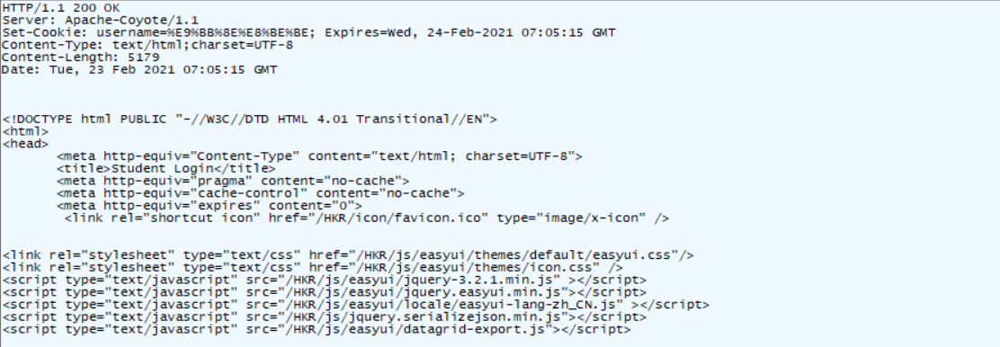 HTTP/1.1 200 OK
Server: Apache-Coyote/1.1
Set-Cookie: username=%E9%BB%8E%E8%BE%BE; Expires=Wed, 24-Feb-2021 07:05:15 GMT
Content-Type: text/html;charset=UTF-8
Content-Length: 5179
Date: Tue, 23 Feb 2021 07:05:15 GMT
<!DOCTYPE html PUBLIC "-//W3C//DTD HTML 4.01 Transitional//EN">
<html>
<head>
<meta http-equiv="Content-Type" content="text/html; charset=UTF-8">
<title>Student Login</title>
<meta http-equiv="pragma" content="no-cache">
<meta http-equiv="cache-control" content="no-cache">
<meta http-equiv="expires" content="0">
<link rel="shortcut icon" href="/HKR/icon/favicon.ico" type="image/x-icon" />
<link rel="stylesheet" type="text/css" href="/HKR/js/easyui/themes/default/easyui.css"/>
<link rel="stylesheet" type="text/css" href="/HKR/js/easyui/themes/icon.css" />
<script type="text/javascript" src="/HKR/js/easyui/jquery-3.2.1.min.js" ></script>
<script type="text/javascript" src="/HKR/js/easyui/jquery.easyui.min.js"></script>
<script type="text/javascript" src="/HKR/js/easyui/locale/easyui-lang-zh_CN.js" ></script>
<script type="text/javascript" src="/HKR/js/jquery.serializejson.min.js"></script>
<script type="text/javascript" src="/HKR/js/easyui/datagrid-export.js"></script>